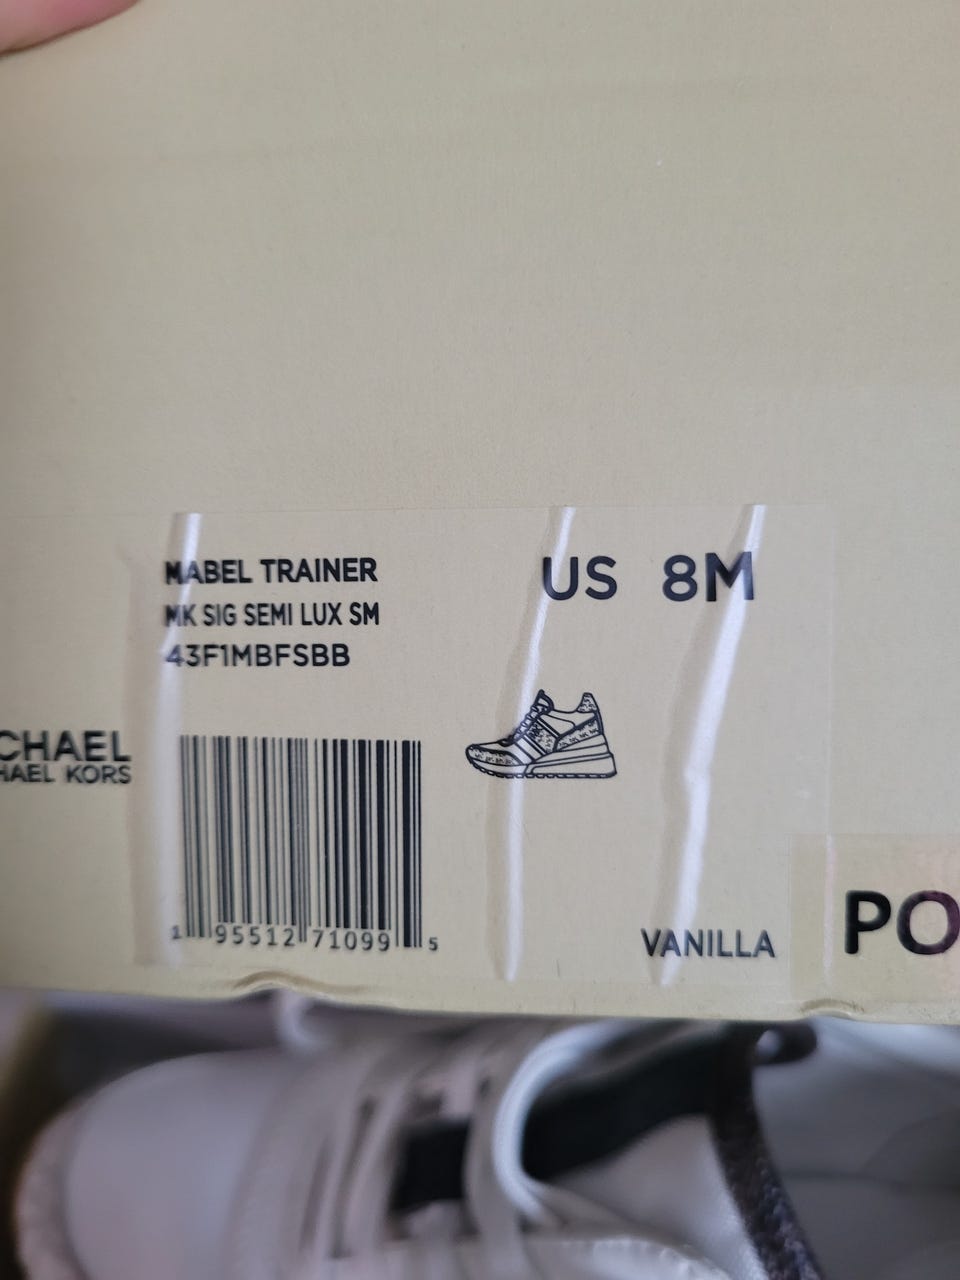 MABEL TRAINER
MK SIG SEMI LUX SM
43F1MBFSBB
US 8M
CHAEL
HAEL KORS
1 95512 71099 5
VANILLA
PO